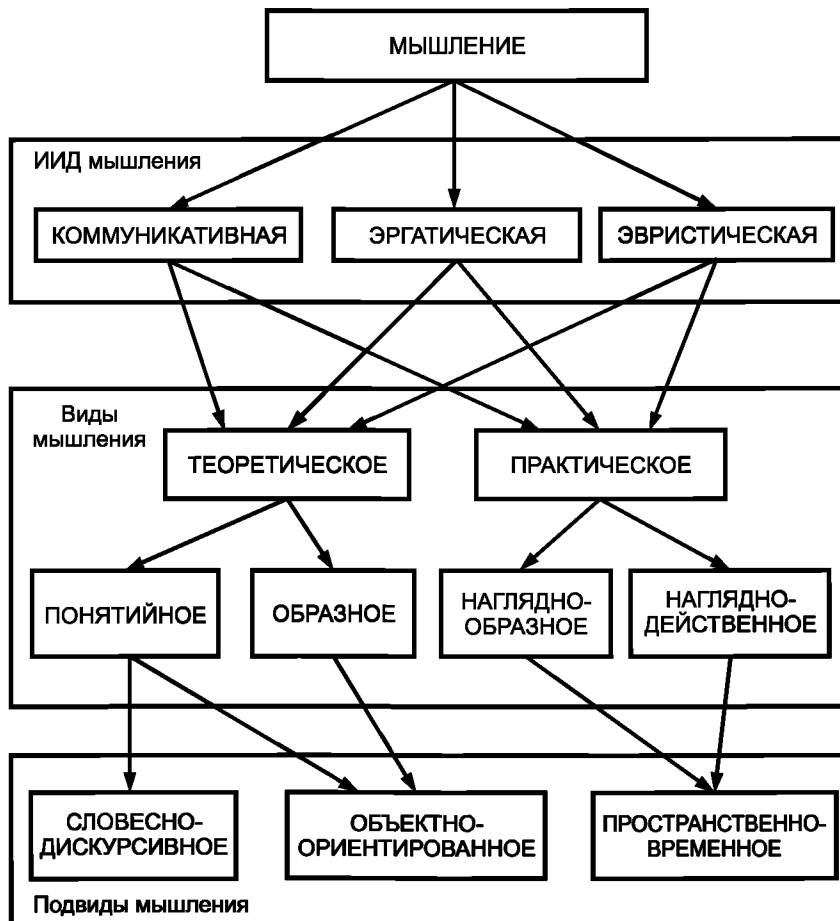 МЫШЛЕНИЕ
ИИД мышления
КОММУНИКАТИВНАЯ
ЭРГАТИЧЕСКАЯ
ЭВРИСТИЧЕСКАЯ
Виды
мышления
ТЕОРЕТИЧЕСКОЕ
ПРАКТИЧЕСКОЕ
ПОНЯТИЙНОЕ
ОБРАЗНОЕ
НАГЛЯДНО-
ОБРАЗНОЕ
НАГЛЯДНО-
ДЕЙСТВЕННОЕ
СЛОВЕСНО-
ДИСКУРСИВНОЕ
ОБЪЕКТНО-
ОРИЕНТИРОВАННОЕ
ПРОСТРАНСТВЕННО-
ВРЕМЕННОЕ
Подвиды мышления